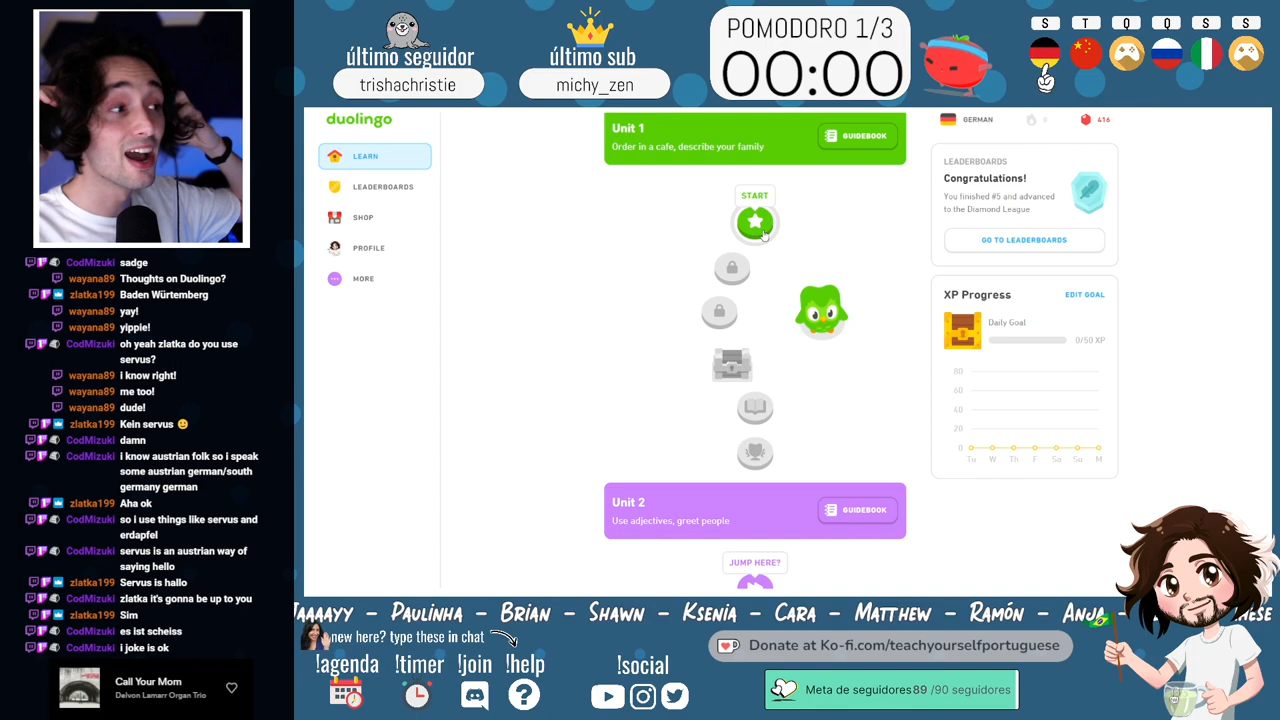 último seguidor
trishachristie
último sub
michy_zen
POMODORO 1/3
00:00
S T Q Q S S
CodMizuki sadge
wayana89 Thoughts on Duolingo?
zlatka199 Baden Würtemberg
wayana89 yay!
wayana89 yippie!
CodMizuki oh yeah zlatka do you use
servus?
wayana89 i know right!
wayana89 me too!
wayana89 dude!
zlatka199 Kein servus
CodMizuki damn
CodMizuki i know austrian folk so i speak
some austrian german/south
germany german
zlatka199 Aha ok
CodMizuki so i use things like servus and
erdapfel
CodMizuki servus is an austrian way of
saying hello
zlatka199 Servus is hallo
CodMizuki zlatka it's gonna be up to you
zlatka199 Sim
CodMizuki es ist scheiss
CodMizuki i joke is ok
Call Your Mom
Delvon Lamarr Organ Trio
duolingo
LEARN
LEADERBOARDS
SHOP
PROFILE
MORE
Unit 1
Order in a cafe, describe your family
GUIDEBOOK
START
Unit 2
Use adjectives, greet people
GUIDEBOOK
JUMP HERE?
GERMAN
0
416
LEADERBOARDS
Congratulations!
You finished #5 and advanced
to the Diamond League
GO TO LEADERBOARDS
XP Progress
EDIT GOAL
Daily Goal
0/50 XP
80
60
40
20
0
Tu W Th F Sa Su M
TAAAAYY – PAULINHA – BRIAN – SHAWN – KSENIA – CARA – MATTHEW – RAMÓN – ANJA
new here? type these in chat
!agenda
!timer
!join
!help
!social
Donate at Ko-fi.com/teachyourselfportuguese
Meta de seguidores 89 /90 seguidores